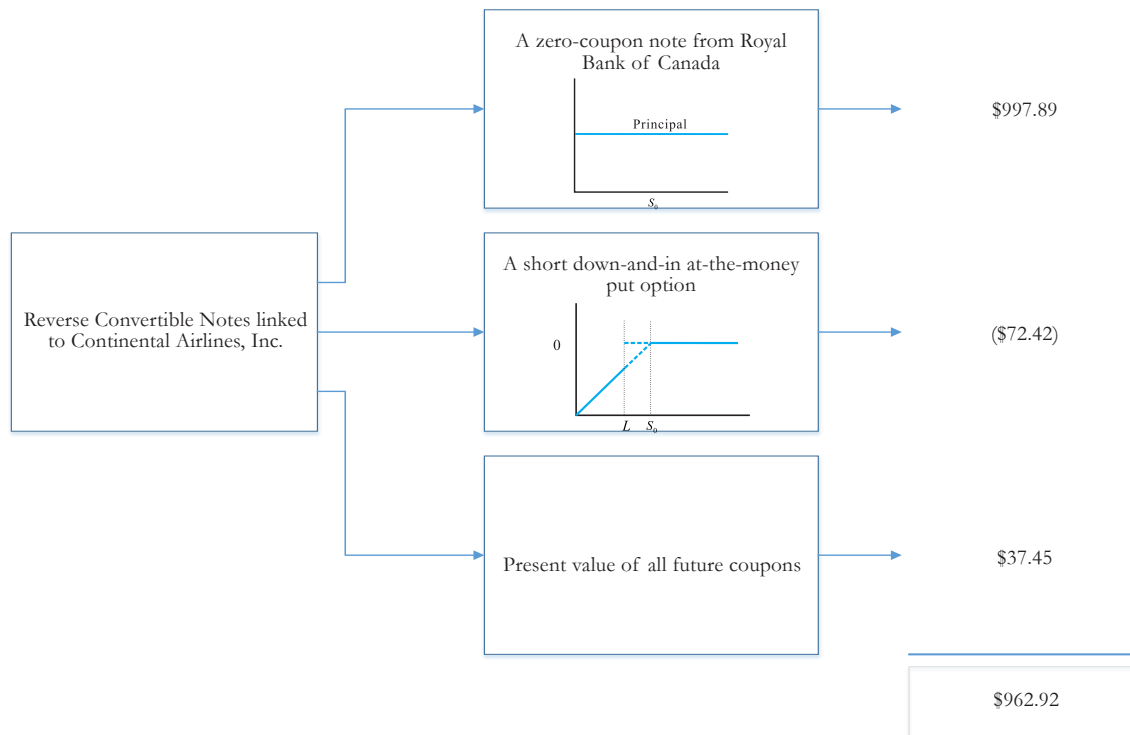 A zero-coupon note from Royal
Bank of Canada
Principal
S₀
$997.89
Reverse Convertible Notes linked
to Continental Airlines, Inc.
A short down-and-in at-the-money
put option
0
L S₀
($72.42)
Present value of all future coupons
$37.45
$962.92